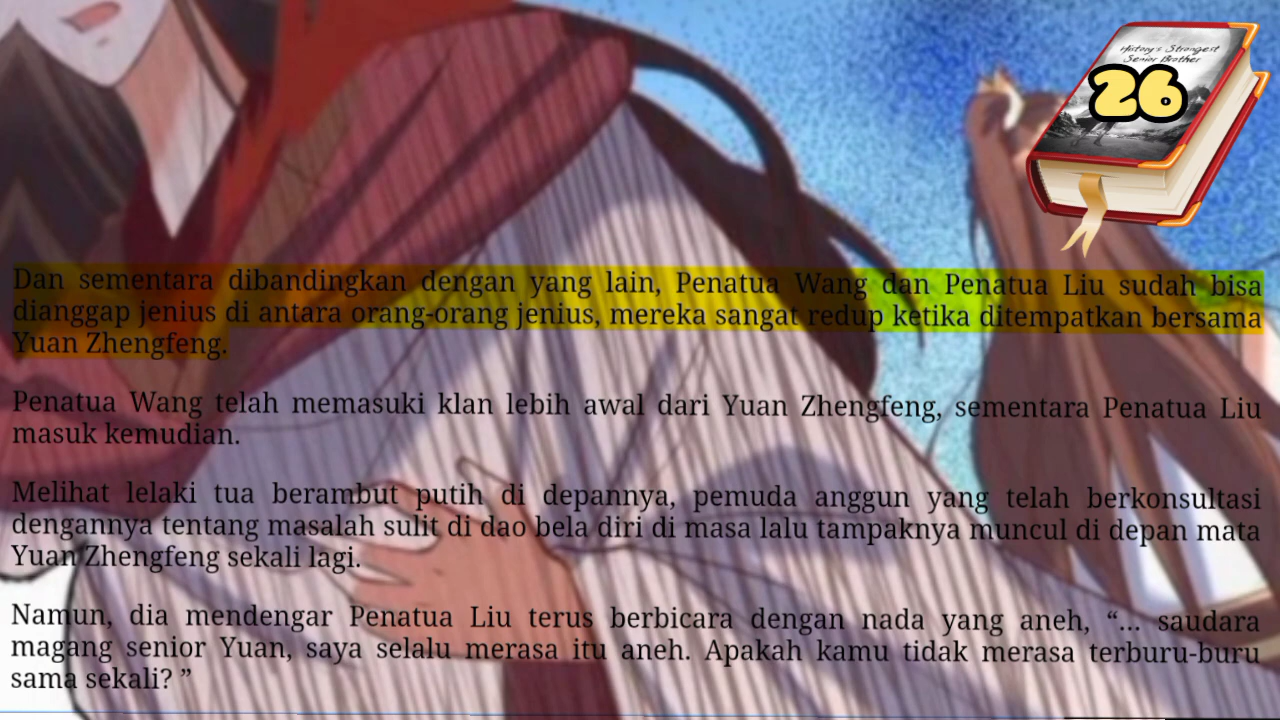 History's Strongest
Senior Brother
26
Dan sementara dibandingkan dengan yang lain, Penatua Wang dan Penatua Liu sudah bisa
dianggap jenius di antara orang-orang jenius, mereka sangat redup ketika ditempatkan bersama
Yuan Zhengfeng.
Penatua Wang telah memasuki klan lebih awal dari Yuan Zhengfeng, sementara Penatua Liu
masuk kemudian.
Melihat lelaki tua berambut putih di depannya, pemuda anggun yang telah berkonsultasi
dengannya tentang masalah sulit di dao bela diri di masa lalu tampaknya muncul di depan mata
Yuan Zhengfeng sekali lagi.
Namun, dia mendengar Penatua Liu terus berbicara dengan nada yang aneh, “... saudara
magang senior Yuan, saya selalu merasa itu aneh. Apakah kamu tidak merasa terburu-buru
sama sekali? ”